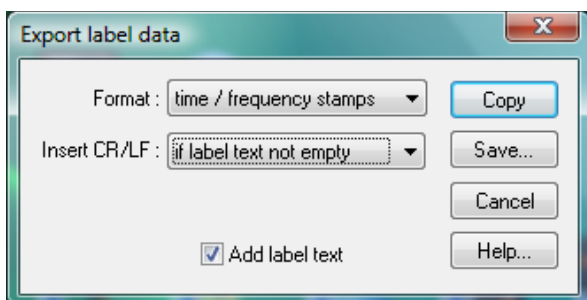 Export label data
Format : time / frequency stamps Copy
Insert CR/LF : if label text not empty Save...
Cancel
Add label text Help...